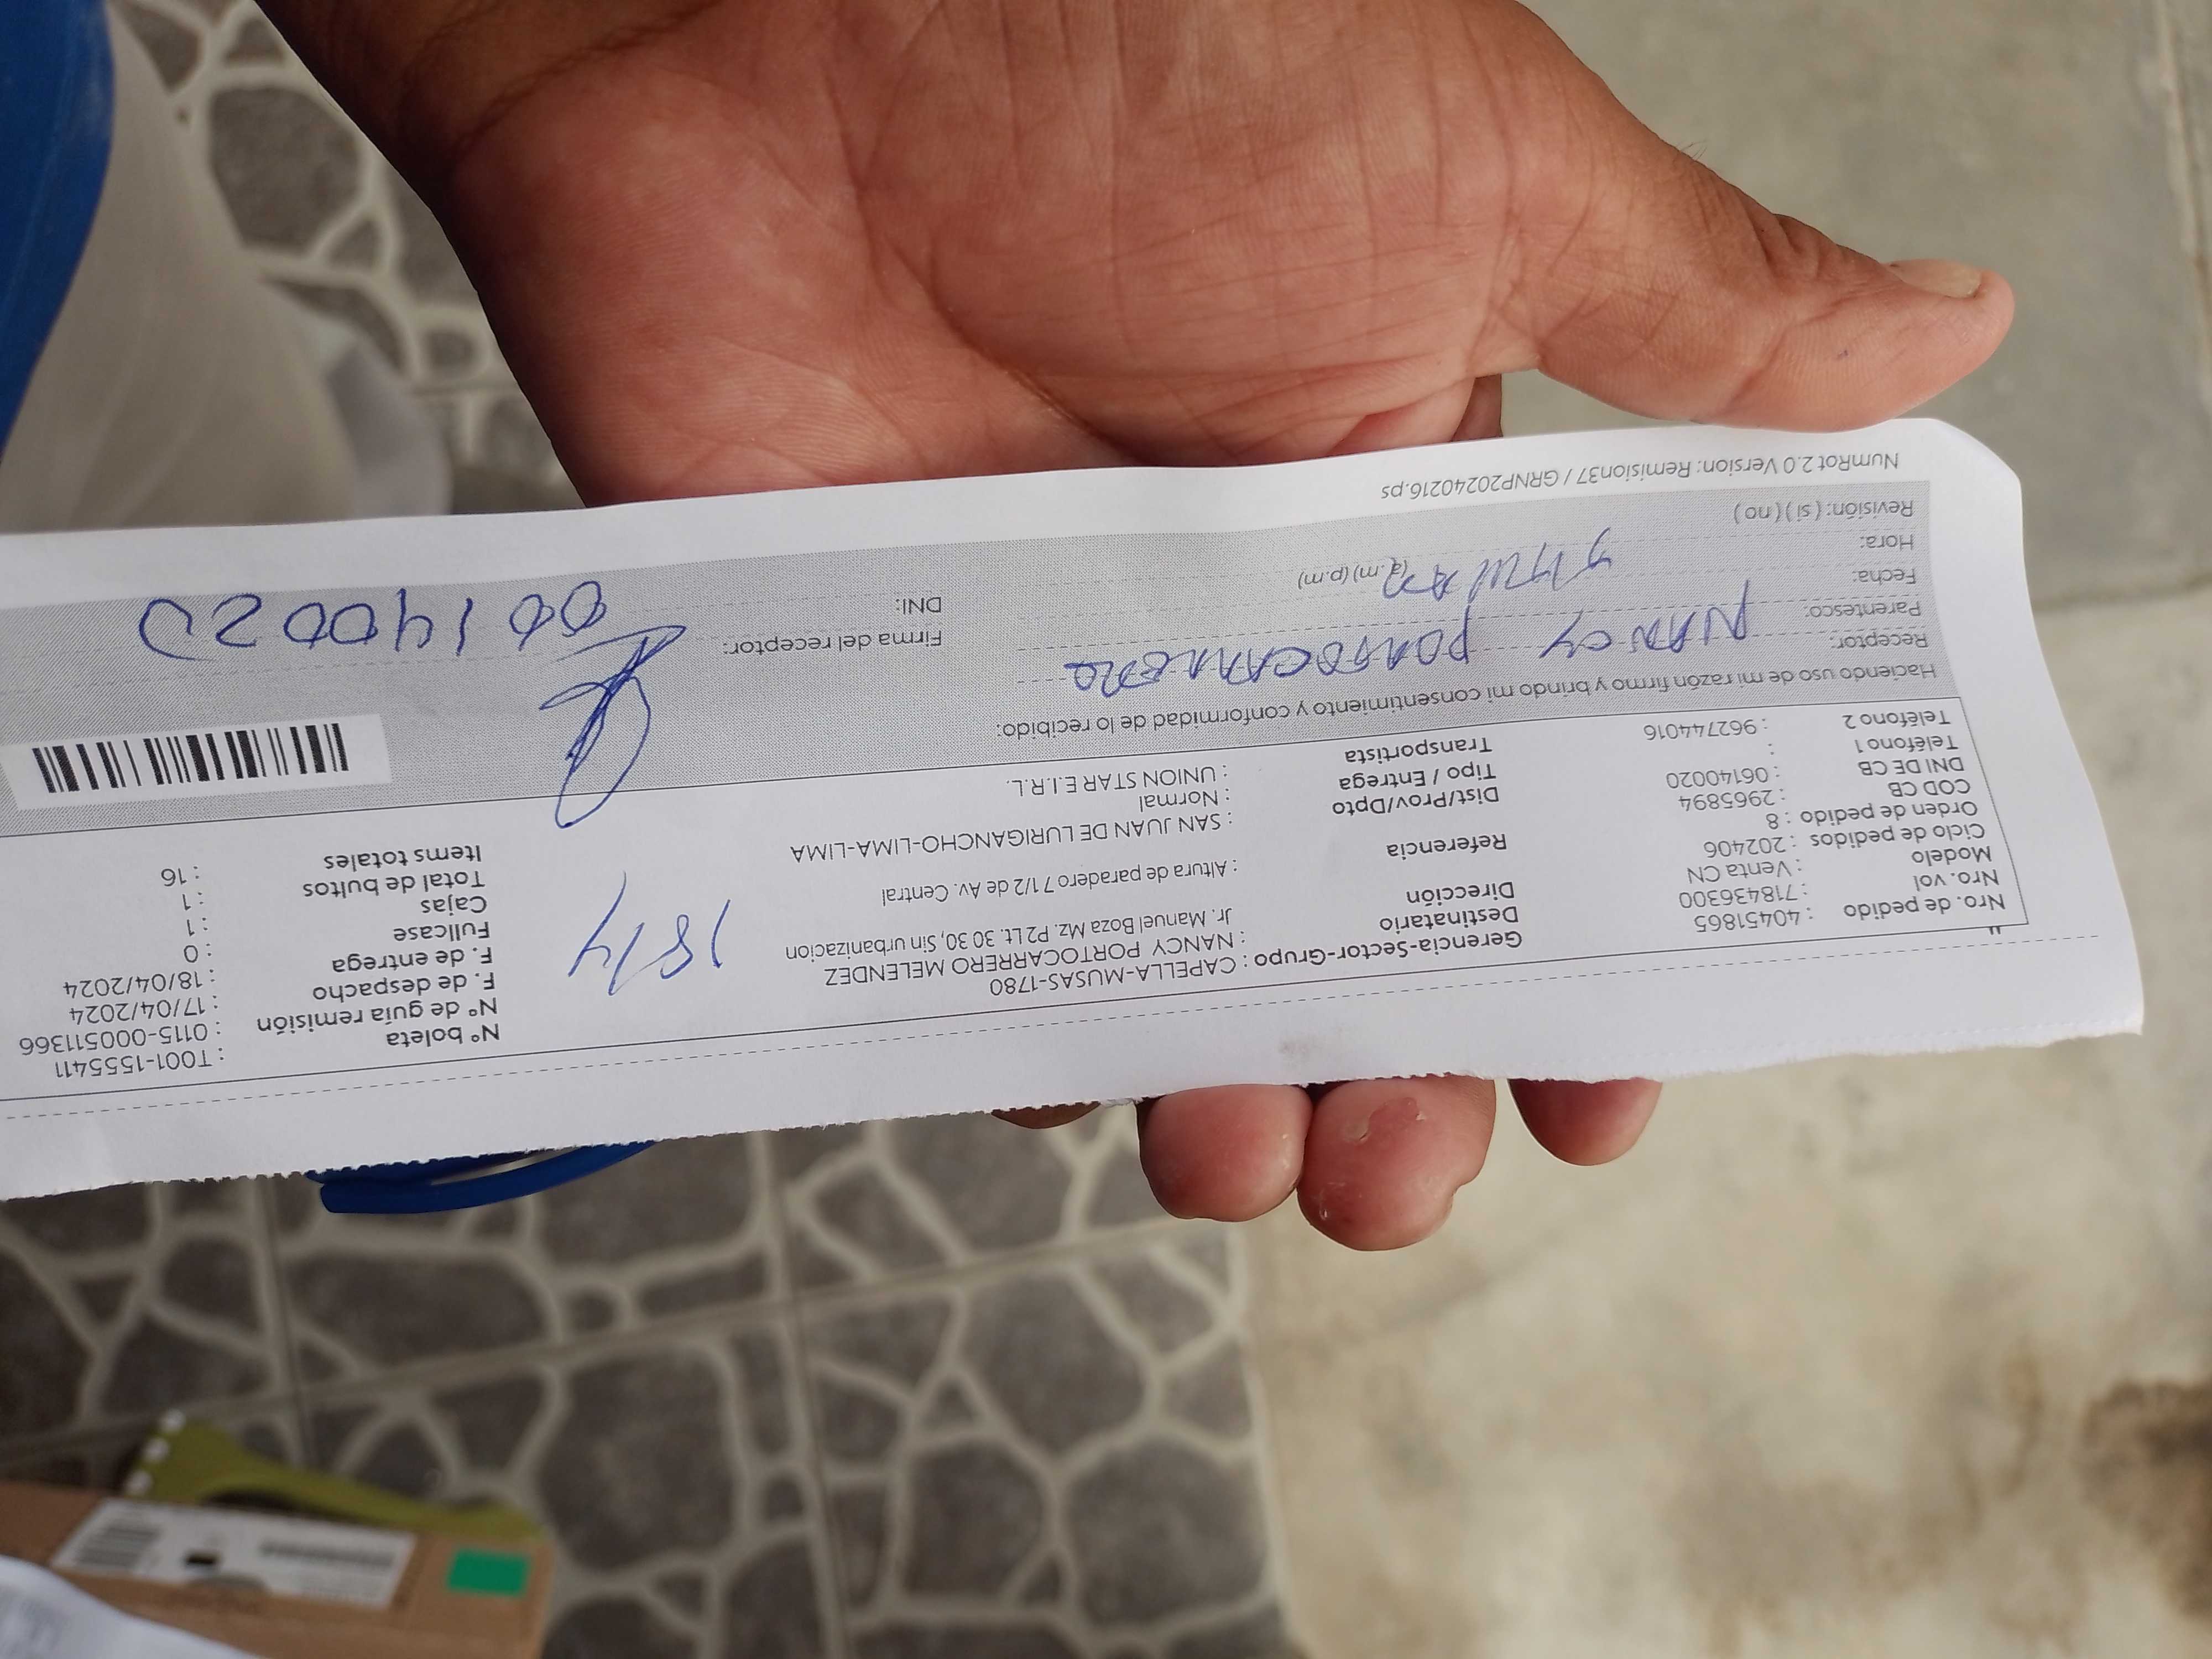 Nro. de pedido : 40451865
Nro. vol : 718436300
Modelo : Venta CN
Ciclo de pedidos : 202406
Orden de pedido : 8
COD CB : 2965894
DNI DE CB : 06140020
Teléfono 1 :
Teléfono 2 : 962744016
Gerencia-Sector-Grupo : CAPELLA-MUSAS-1780
Destinatario : NANCY PORTOCARRERO MELENDEZ
Dirección Jr. Manuel Boza Mz. P2 Lt. 30 30, Sin urbanizacion
Referencia : Altura de paradero 7 1/2 de Av. Central
Dist/Prov/Dpto : SAN JUAN DE LURIGANCHO-LIMA-LIMA
Tipo / Entrega : Normal
Transportista : UNION STAR E.I.R.L.
18/4
N° boleta : T001-1555411
N° de guía remisión : 0115-000511366
F. de despacho : 17/04/2024
F. de entrega : 18/04/2024
Fullcase : 0
Cajas : 1
Total de bultos : 1
Items totales : 16
Haciendo uso de mi razón firmo y brindo mi consentimiento y conformidad de lo recibido:
Receptor: NANCY PORTOCARRERO
Parentesco:
Fecha:
Hora: (a.m) (p.m)
Revisión: ( si ) ( no )
Firma del receptor:
DNI: 06140020
NumRot 2.0 Version: Remision37 / GRNP20240216.ps